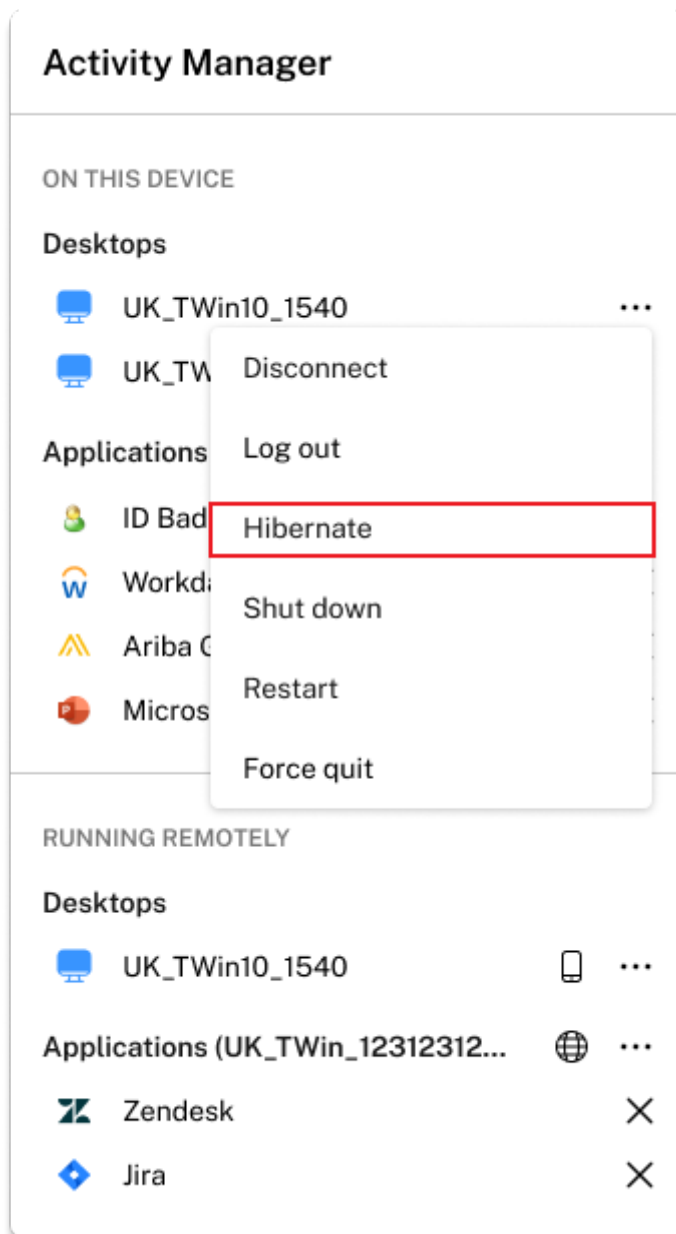 Activity Manager
ON THIS DEVICE
Desktops
UK_TWin10_1540
UK_TW
Disconnect
Applications
Log out
ID Bad
Hibernate
Workda
Shut down
Ariba G
Micros
Restart
Force quit
RUNNING REMOTELY
Desktops
UK_TWin10_1540
Applications (UK_TWin_12312312...
Zendesk
Jira